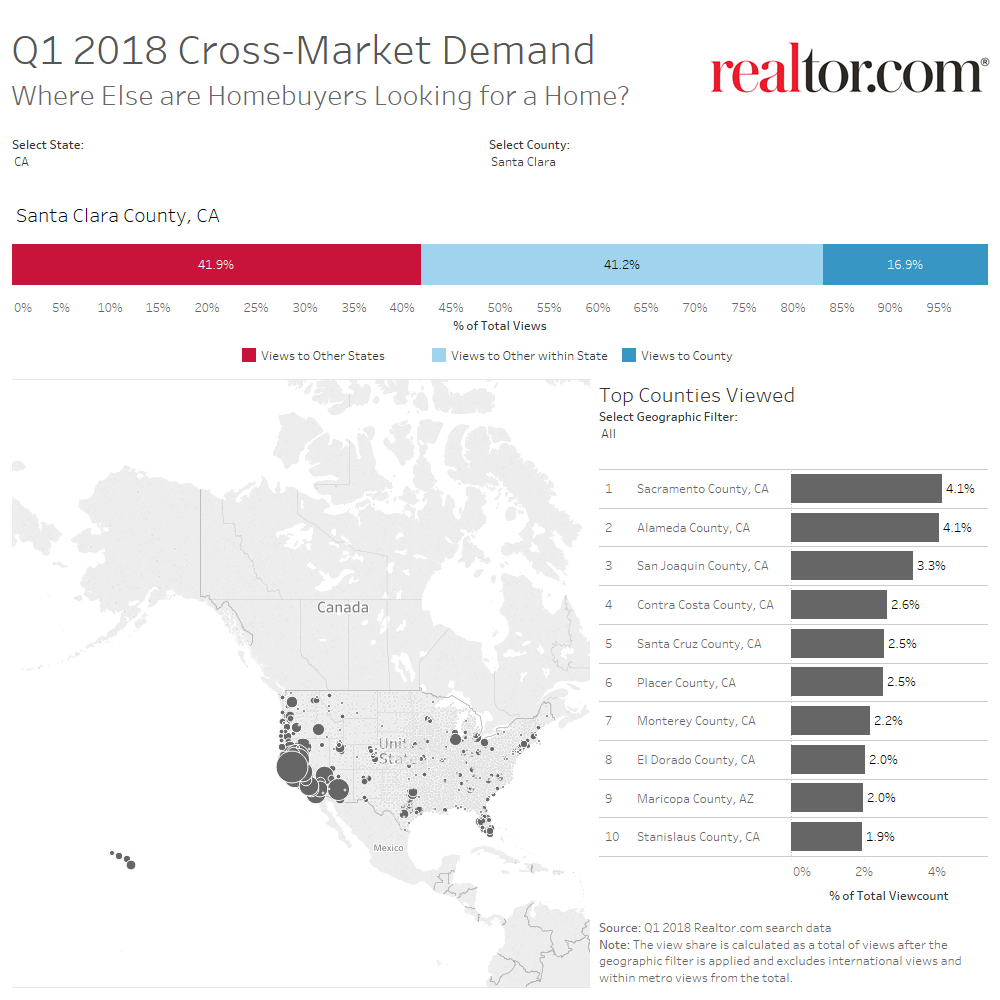 Q1 2018 Cross-Market Demand
Where Else are Homebuyers Looking for a Home?
realtor.com®
Select State:
CA
Select County:
Santa Clara
Santa Clara County, CA
41.9% 41.2% 16.9%
0% 5% 10% 15% 20% 25% 30% 35% 40% 45% 50% 55% 60% 65% 70% 75% 80% 85% 90% 95%
% of Total Views
Views to Other States Views to Other within State Views to County
Canada
United States
Mexico
Top Counties Viewed
Select Geographic Filter:
All
1 Sacramento County, CA 4.1%
2 Alameda County, CA 4.1%
3 San Joaquin County, CA 3.3%
4 Contra Costa County, CA 2.6%
5 Santa Cruz County, CA 2.5%
6 Placer County, CA 2.5%
7 Monterey County, CA 2.2%
8 El Dorado County, CA 2.0%
9 Maricopa County, AZ 2.0%
10 Stanislaus County, CA 1.9%
0% 2% 4%
% of Total Viewcount
Source: Q1 2018 Realtor.com search data
Note: The view share is calculated as a total of views after the
geographic filter is applied and excludes international views and
within metro views from the total.